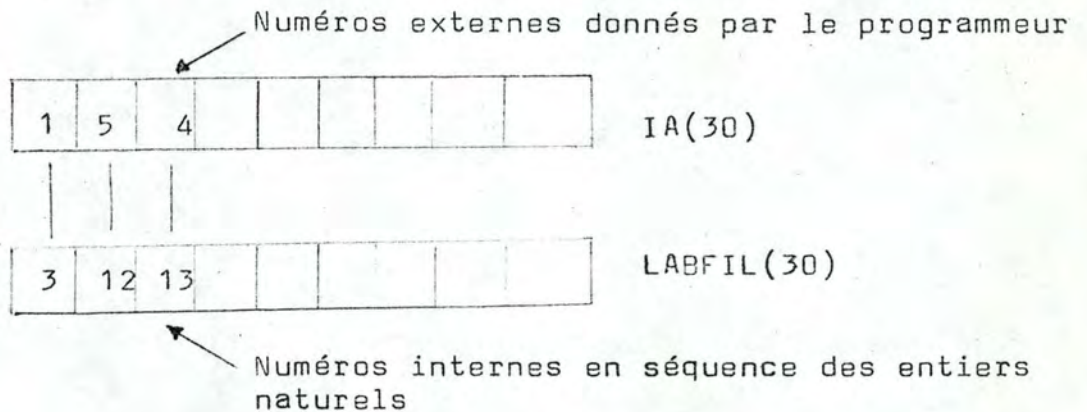 Numéros externes donnés par le programmeur
1 5 4 IA(30)
3 12 13 LABFIL(30)
Numéros internes en séquence des entiers
naturels